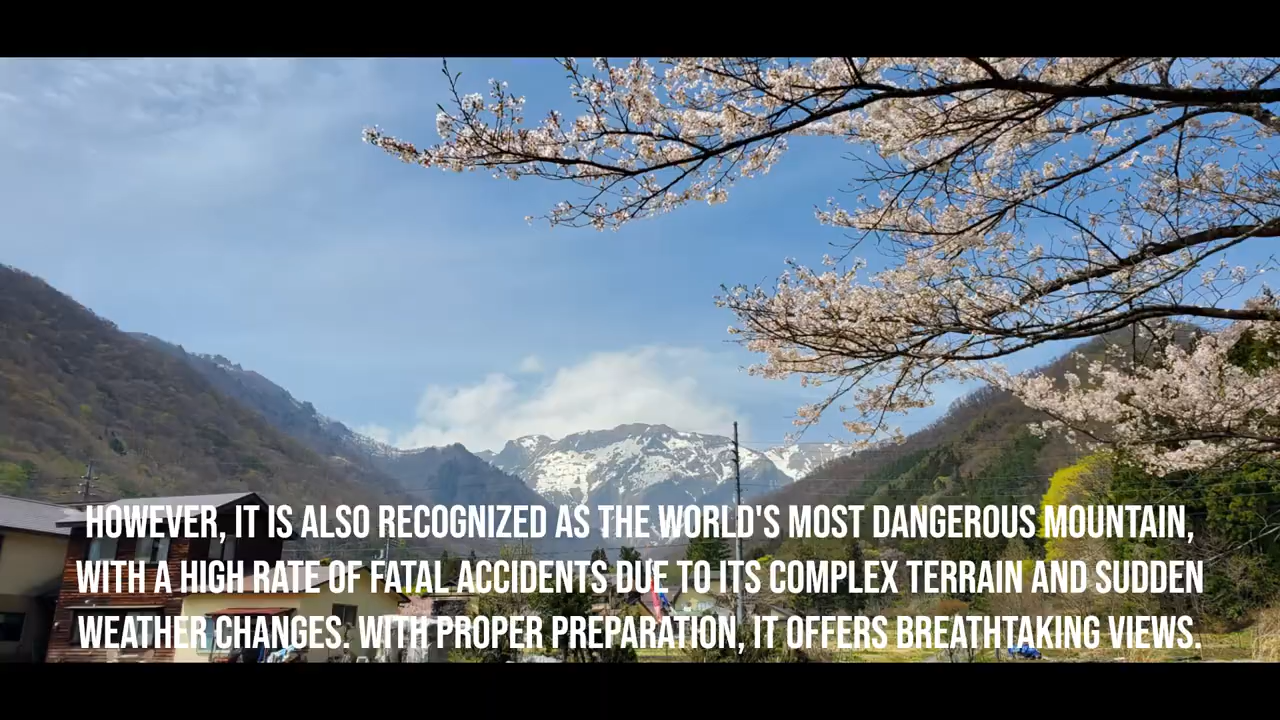 HOWEVER, IT IS ALSO RECOGNIZED AS THE WORLD'S MOST DANGEROUS MOUNTAIN,
WITH A HIGH RATE OF FATAL ACCIDENTS DUE TO ITS COMPLEX TERRAIN AND SUDDEN
WEATHER CHANGES. WITH PROPER PREPARATION, IT OFFERS BREATHTAKING VIEWS.